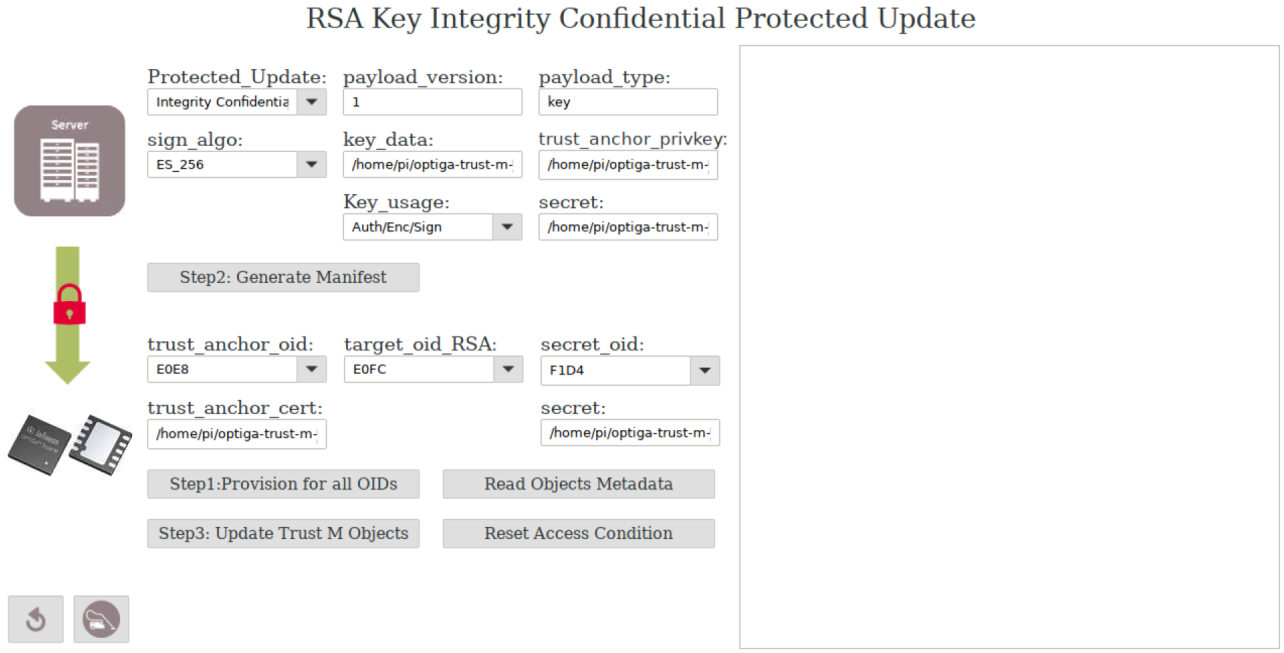 RSA Key Integrity Confidential Protected Update
Protected_Update: payload_version: payload_type:
Integrity Confidentia 1 key
Server
sign_algo: key_data: trust_anchor_privkey:
ES_256 /home/pi/optiga-trust-m- /home/pi/optiga-trust-m-
Key_usage: secret:
Auth/Enc/Sign /home/pi/optiga-trust-m-
Step2: Generate Manifest
trust_anchor_oid: target_oid_RSA: secret_oid:
E0E8 E0FC F1D4
trust_anchor_cert: secret:
/home/pi/optiga-trust-m- /home/pi/optiga-trust-m-
Infineon
Step1:Provision for all OIDs Read Objects Metadata
Step3: Update Trust M Objects Reset Access Condition